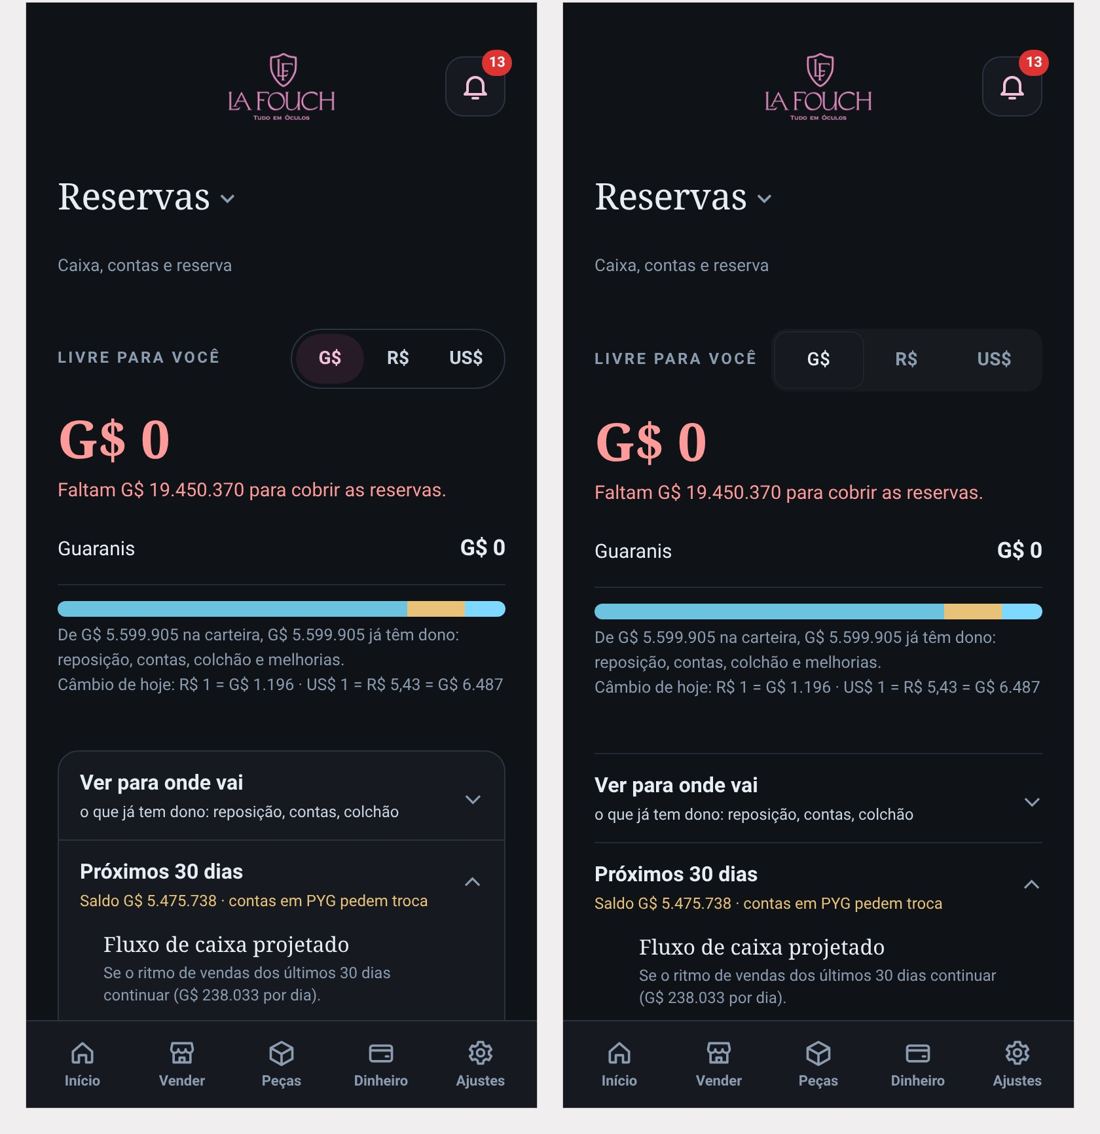 LF
LA FOUCH
TUDO EM ÓCULOS
13
Reservas
Caixa, contas e reserva
LIVRE PARA VOCÊ
G$ R$ US$
G$ 0
Faltam G$ 19.450.370 para cobrir as reservas.
Guaranis G$ 0
De G$ 5.599.905 na carteira, G$ 5.599.905 já têm dono:
reposição, contas, colchão e melhorias.
Câmbio de hoje: R$ 1 = G$ 1.196 · US$ 1 = R$ 5,43 = G$ 6.487
Ver para onde vai
o que já tem dono: reposição, contas, colchão
Próximos 30 dias
Saldo G$ 5.475.738 · contas em PYG pedem troca
Fluxo de caixa projetado
Se o ritmo de vendas dos últimos 30 dias
continuar (G$ 238.033 por dia).
Início Vender Peças Dinheiro Ajustes
LF
LA FOUCH
TUDO EM ÓCULOS
13
Reservas
Caixa, contas e reserva
LIVRE PARA VOCÊ
G$ R$ US$
G$ 0
Faltam G$ 19.450.370 para cobrir as reservas.
Guaranis G$ 0
De G$ 5.599.905 na carteira, G$ 5.599.905 já têm dono:
reposição, contas, colchão e melhorias.
Câmbio de hoje: R$ 1 = G$ 1.196 · US$ 1 = R$ 5,43 = G$ 6.487
Ver para onde vai
o que já tem dono: reposição, contas, colchão
Próximos 30 dias
Saldo G$ 5.475.738 · contas em PYG pedem troca
Fluxo de caixa projetado
Se o ritmo de vendas dos últimos 30 dias continuar
(G$ 238.033 por dia).
Início Vender Peças Dinheiro Ajustes